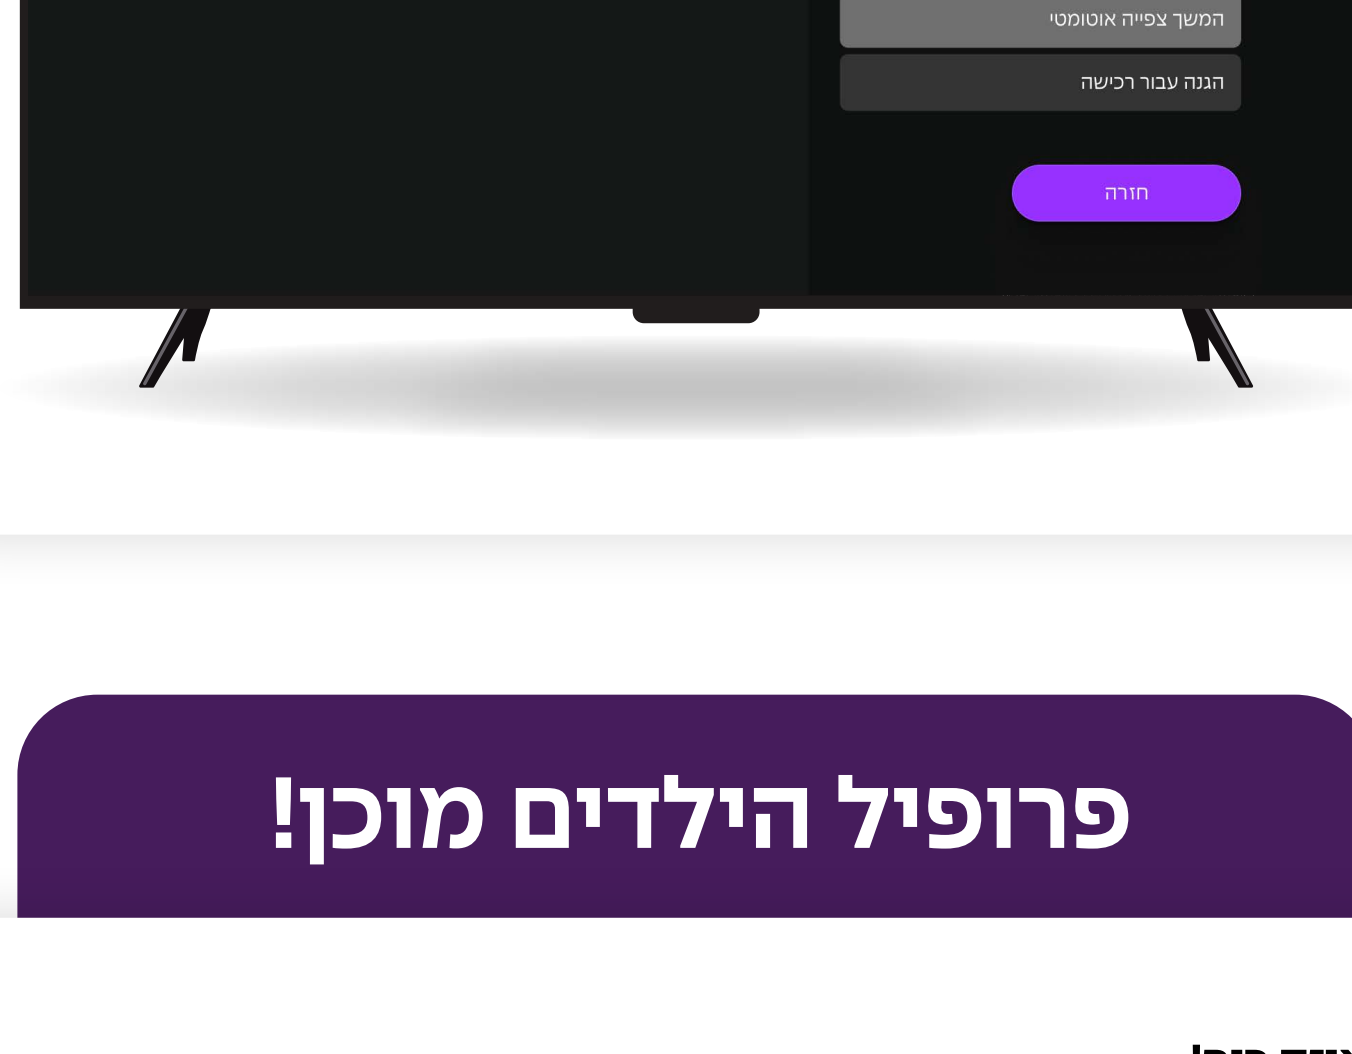 המשך צפייה אוטומטי
הגנה עבור רכישה
חזרה
פרופיל הילדים מוכן!